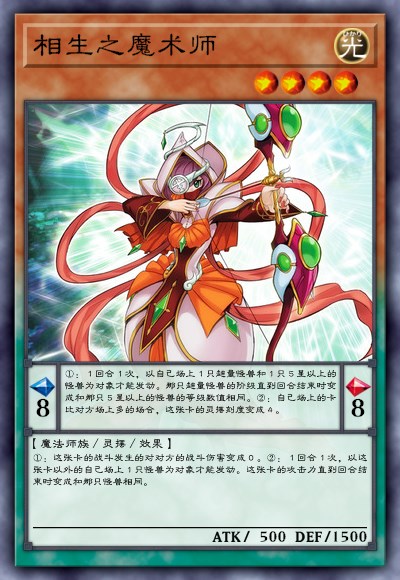 相生之魔术师
光
①：1回合1次，以自己场上1只超量怪兽和1只5星以上的
怪兽为对象才能发动。那只超量怪兽的阶级直到回合结束时变
成和那只5星以上的怪兽的等级数值相同。②：自己场上的卡
比对方场上多的场合，这张卡的灵摆刻度变成4。
8
8
【魔法师族／灵摆／效果】
①：这张卡的战斗发生的对对方的战斗伤害变成0。②：1回合1次，以这
张卡以外的自己场上1只怪兽为对象才能发动。这张卡的攻击力直到回合结束
时变成和那只怪兽相同。
ATK/ 500 DEF/1500